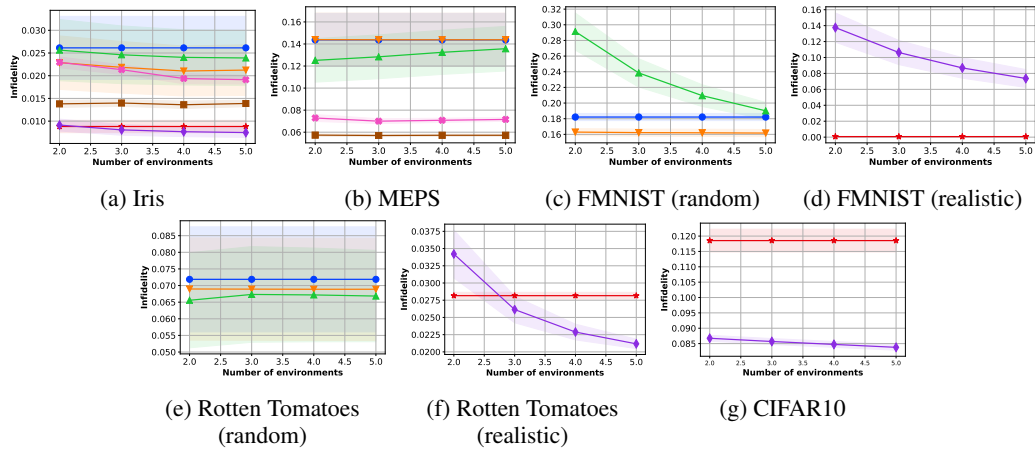 0.030
0.025
0.020
0.015
0.010
Infidelity
2.0 2.5 3.0 3.5 4.0 4.5 5.0
Number of environments
(a) Iris
0.16
0.14
0.12
0.10
0.08
0.06
Infidelity
2.0 2.5 3.0 3.5 4.0 4.5 5.0
Number of environments
(b) MEPS
0.32
0.28
0.24
0.20
0.18
0.16
Infidelity
2.0 2.5 3.0 3.5 4.0 4.5 5.0
Number of environments
(c) FMNIST (random)
0.16
0.14
0.12
0.10
0.08
0.06
0.04
0.02
0.00
Infidelity
2.0 2.5 3.0 3.5 4.0 4.5 5.0
Number of environments
(d) FMNIST (realistic)
0.085
0.080
0.075
0.070
0.065
0.060
0.055
0.050
Infidelity
2.0 2.5 3.0 3.5 4.0 4.5 5.0
Number of environments
(e) Rotten Tomatoes
(random)
0.0375
0.0350
0.0325
0.0300
0.0275
0.0250
0.0225
0.0200
Infidelity
2.0 2.5 3.0 3.5 4.0 4.5 5.0
Number of environments
(f) Rotten Tomatoes
(realistic)
0.120
0.115
0.110
0.105
0.100
0.095
0.090
0.085
Infidelity
2.0 2.5 3.0 3.5 4.0 4.5 5.0
Number of environments
(g) CIFAR10